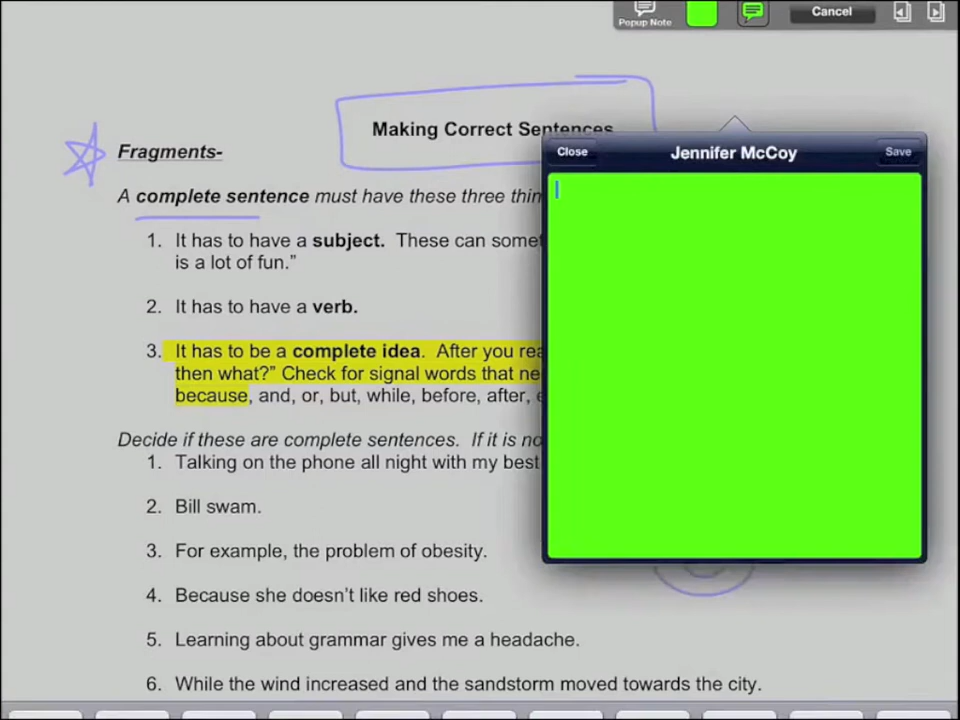 Popup Note
Cancel
Making Correct Sentences
Fragments-
Close
Jennifer McCoy
Save
A complete sentence must have these three thin
1. It has to have a subject. These can somet
is a lot of fun.”
2. It has to have a verb.
3. It has to be a complete idea. After you rea
then what?” Check for signal words that ne
because, and, or, but, while, before, after, e
Decide if these are complete sentences. If it is no
1. Talking on the phone all night with my best
2. Bill swam.
3. For example, the problem of obesity.
4. Because she doesn’t like red shoes.
5. Learning about grammar gives me a headache.
6. While the wind increased and the sandstorm moved towards the city.